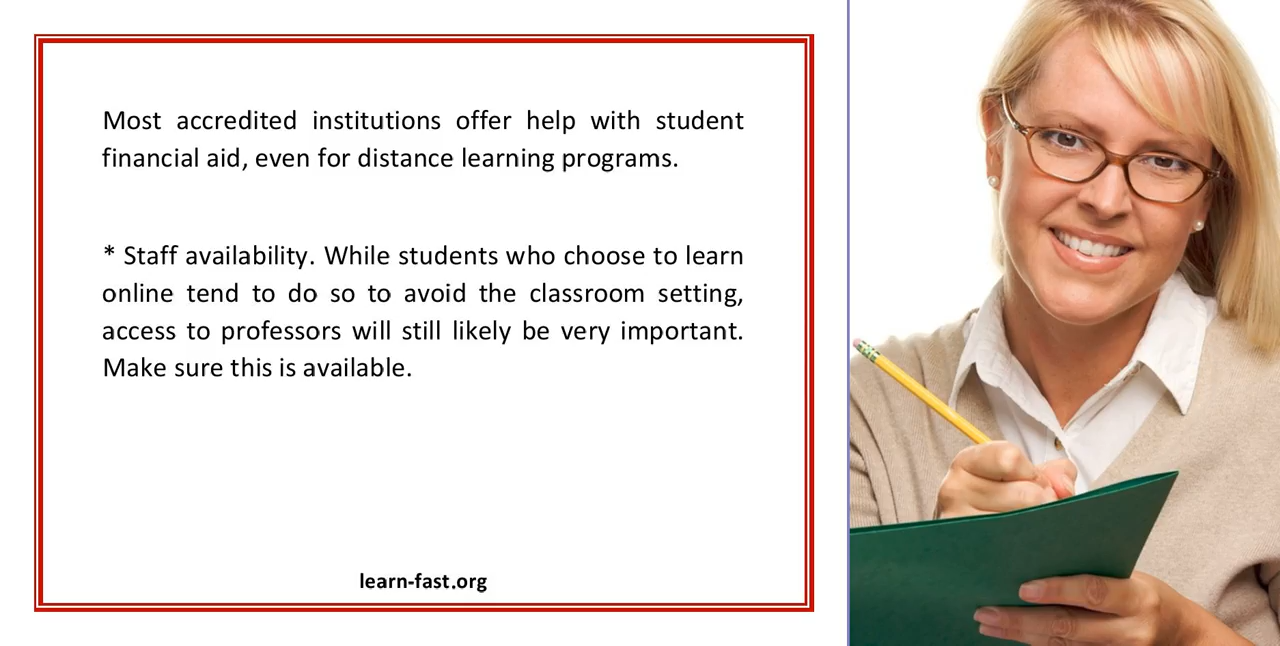 Most accredited institutions offer help with student
financial aid, even for distance learning programs.
* Staff availability. While students who choose to learn
online tend to do so to avoid the classroom setting,
access to professors will still likely be very important.
Make sure this is available.
learn-fast.org